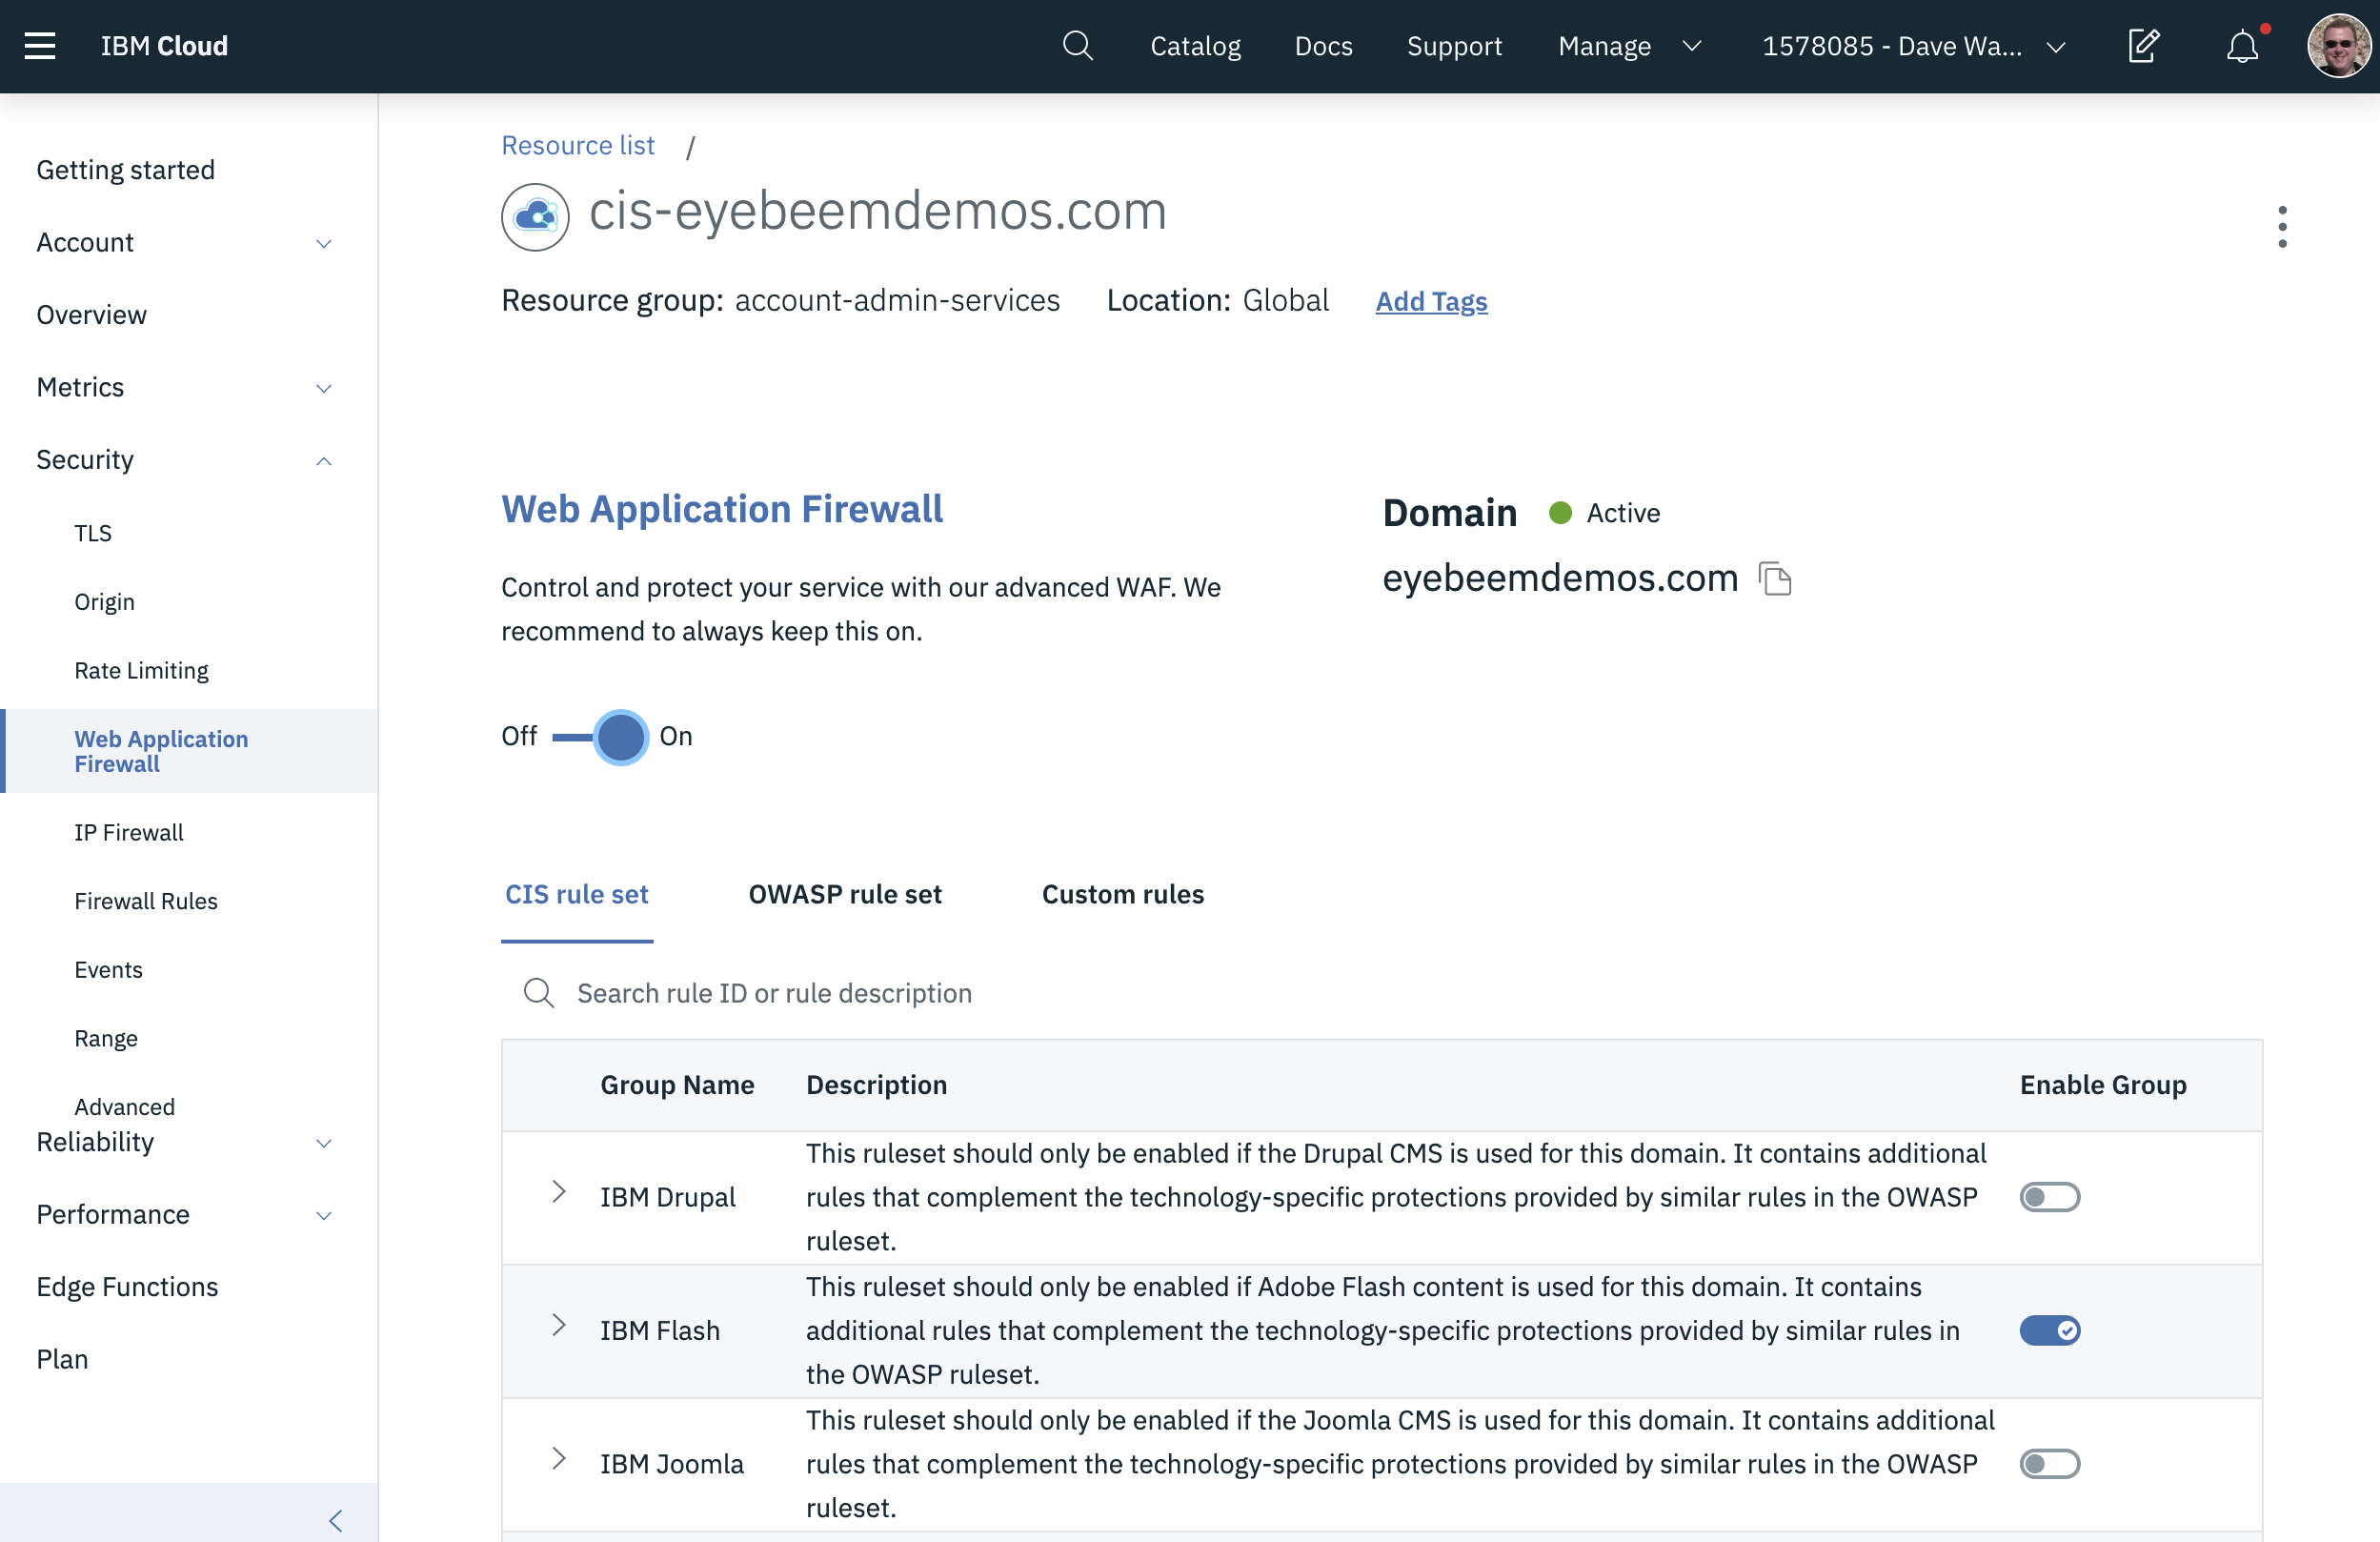 IBM Cloud
Catalog
Docs
Support
Manage
1578085 - Dave Wa...
Getting started
Account
Overview
Metrics
Security
TLS
Origin
Rate Limiting
Web Application
Firewall
IP Firewall
Firewall Rules
Events
Range
Advanced
Reliability
Performance
Edge Functions
Plan
Resource list /
cis-eyebeemdemos.com
Resource group: account-admin-services Location: Global Add Tags
Web Application Firewall
Control and protect your service with our advanced WAF. We
recommend to always keep this on.
Off On
Domain Active
eyebeemdemos.com
CIS rule set OWASP rule set Custom rules
Search rule ID or rule description
Group Name Description Enable Group
IBM Drupal
This ruleset should only be enabled if the Drupal CMS is used for this domain. It contains additional
rules that complement the technology-specific protections provided by similar rules in the OWASP
ruleset.
IBM Flash
This ruleset should only be enabled if Adobe Flash content is used for this domain. It contains
additional rules that complement the technology-specific protections provided by similar rules in
the OWASP ruleset.
IBM Joomla
This ruleset should only be enabled if the Joomla CMS is used for this domain. It contains additional
rules that complement the technology-specific protections provided by similar rules in the OWASP
ruleset.